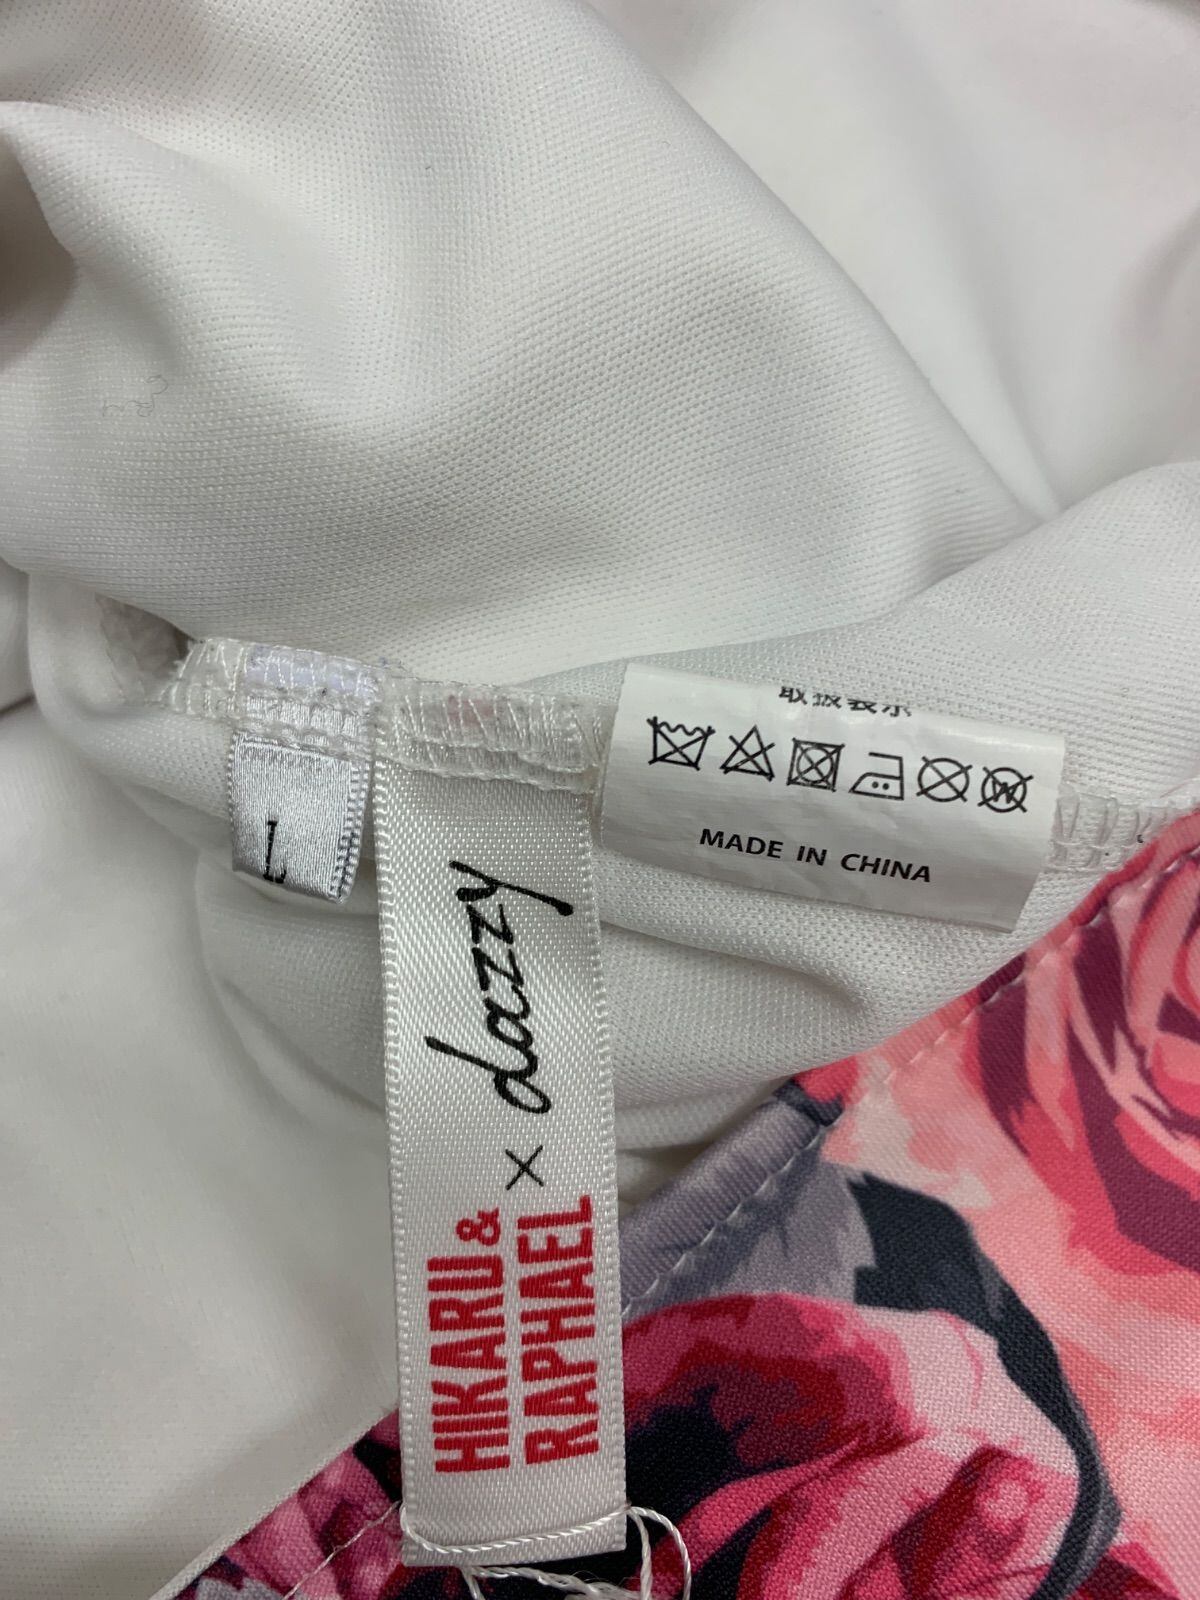 取扱表示
MADE IN CHINA
L
HIKARU &
RAPHAEL
× dazzy